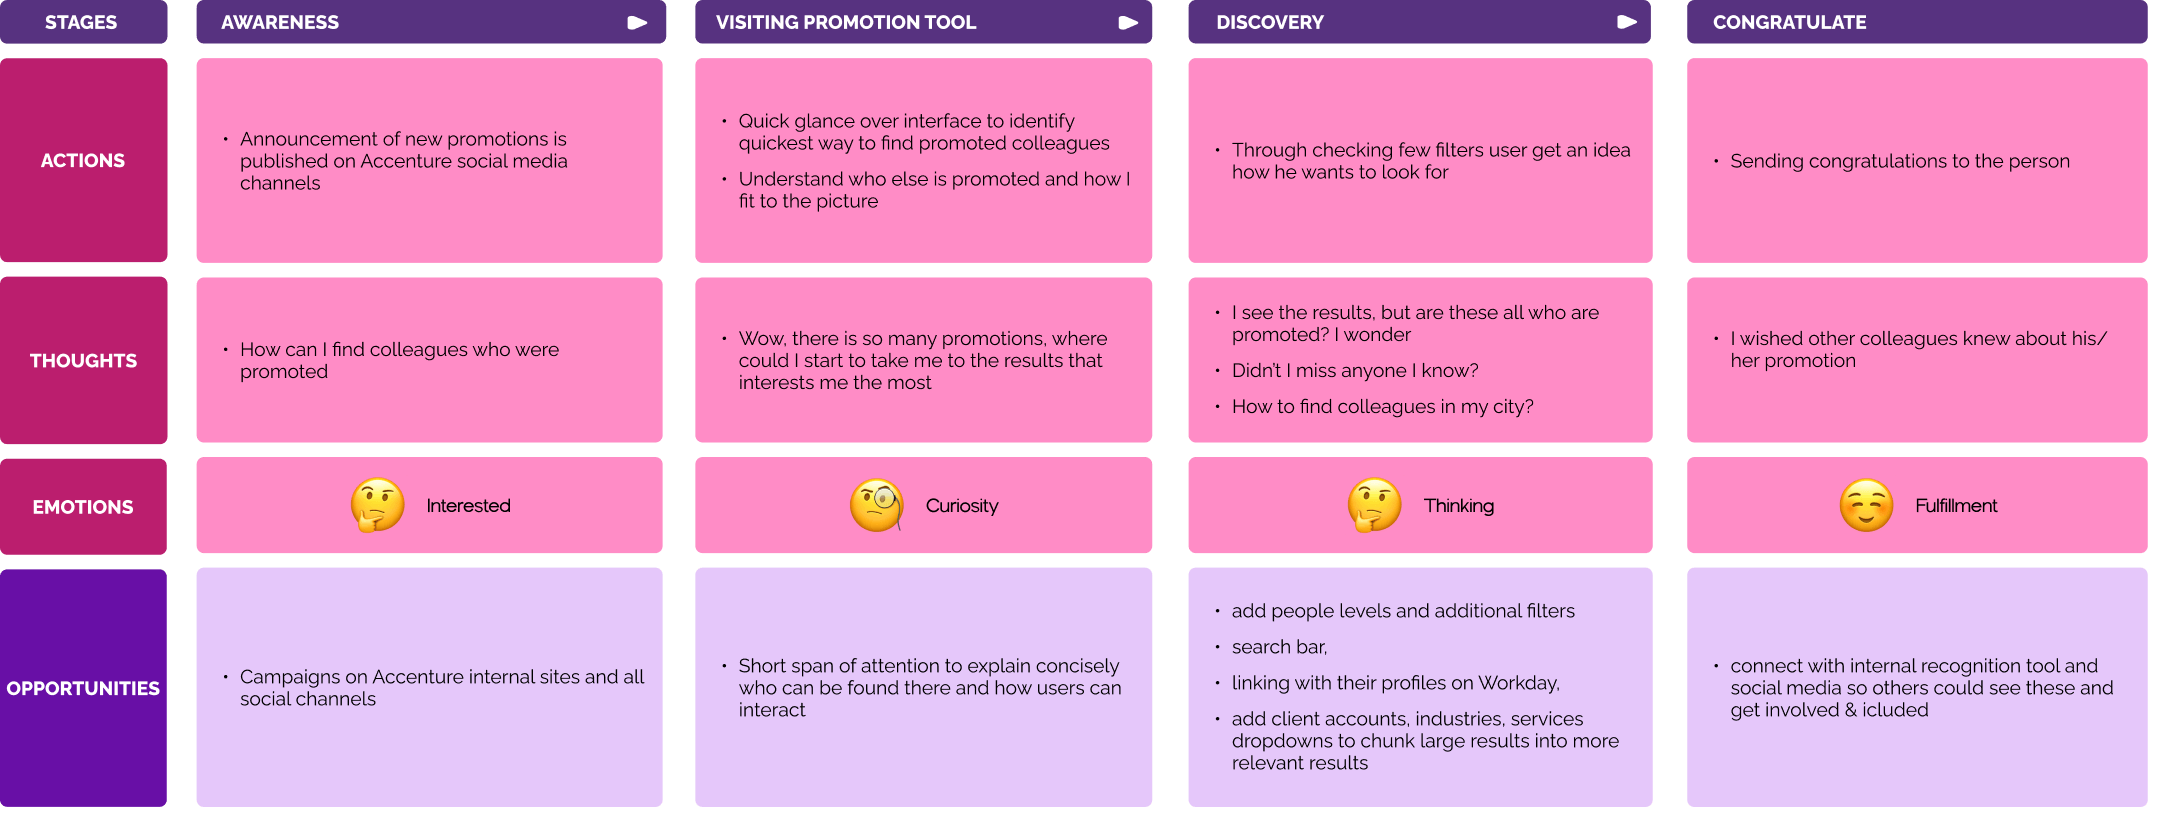 STAGES
AWARENESS
VISITING PROMOTION TOOL
DISCOVERY
CONGRATULATE
ACTIONS
• Announcement of new promotions is
published on Accenture social media
channels
• Quick glance over interface to identify
quickest way to find promoted colleagues
• Understand who else is promoted and how I
fit to the picture
• Through checking few filters user get an idea
how he wants to look for
• Sending congratulations to the person
THOUGHTS
• How can I find colleagues who were
promoted
• Wow, there is so many promotions, where
could I start to take me to the results that
interests me the most
• I see the results, but are these all who are
promoted? I wonder
• Didn't I miss anyone I know?
• How to find colleagues in my city?
• I wished other colleagues knew about his/
her promotion
EMOTIONS
Interested
Curiosity
Thinking
Fulfillment
OPPORTUNITIES
• Campaigns on Accenture internal sites and all
social channels
• Short span of attention to explain concisely
who can be found there and how users can
interact
• add people levels and additional filters
• search bar,
• linking with their profiles on Workday,
• add client accounts, industries, services
dropdowns to chunk large results into more
relevant results
• connect with internal recognition tool and
social media so others could see these and
get involved & icluded